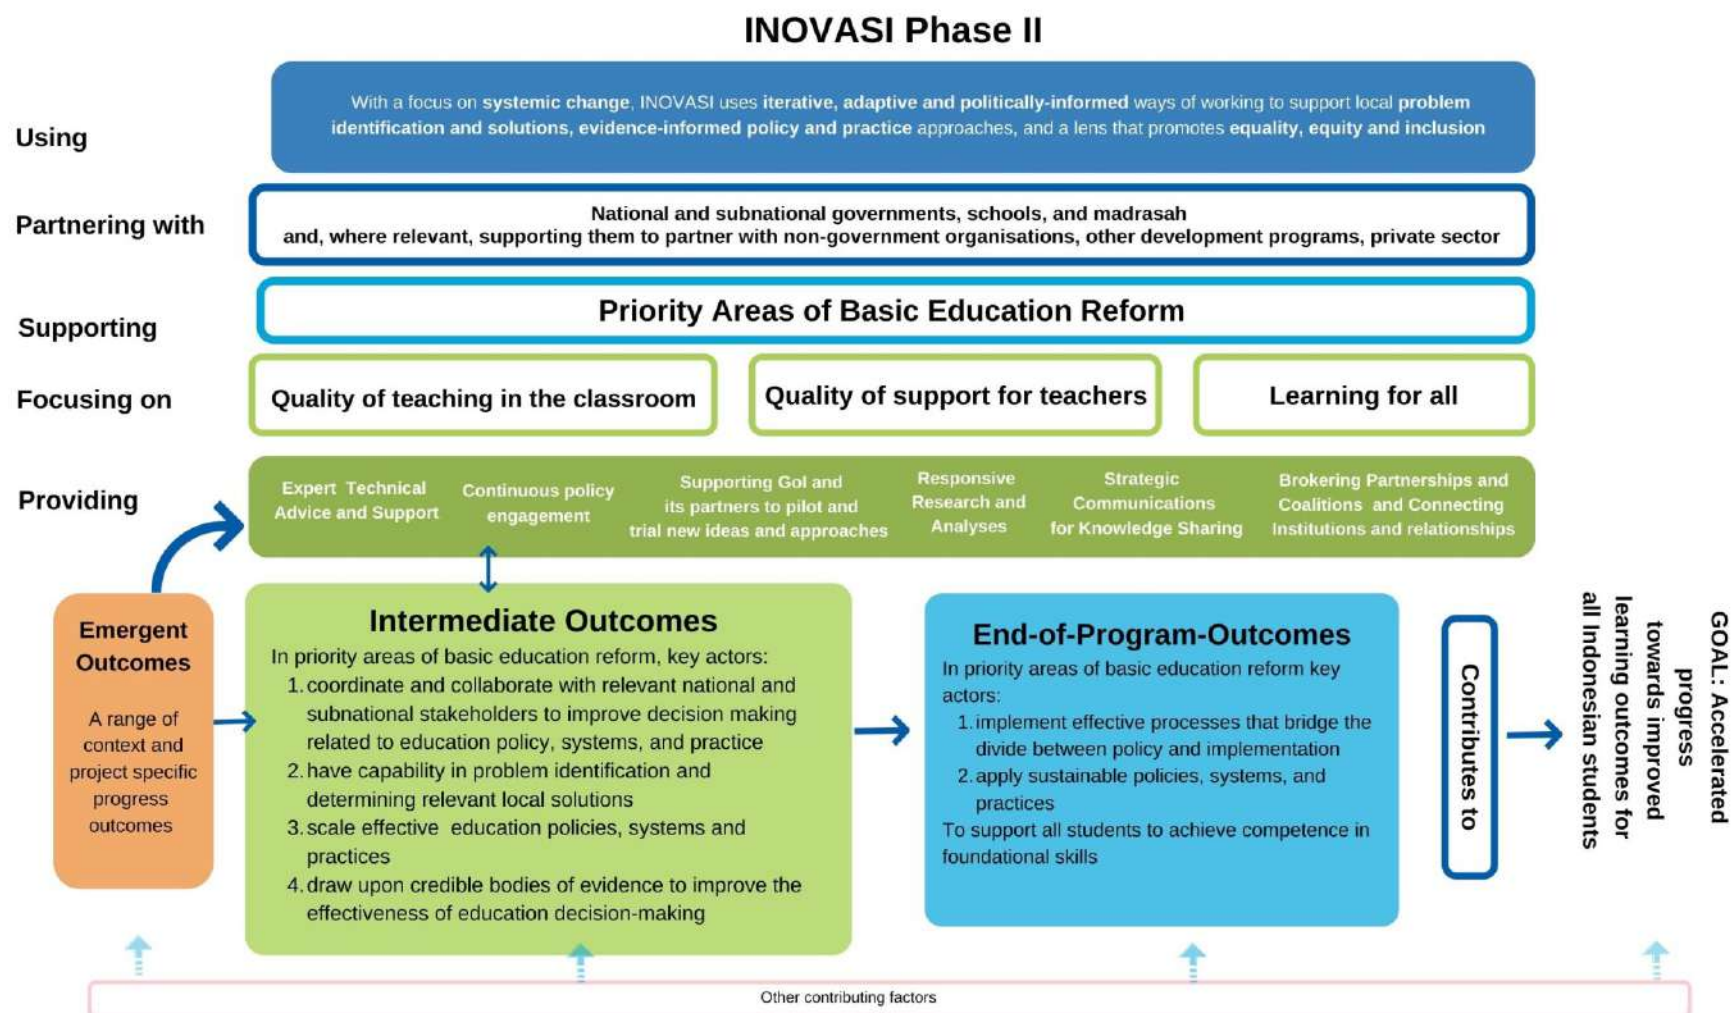 INOVASI Phase II
Using
With a focus on systemic change, INOVASI uses iterative, adaptive and politically-informed ways of working to support local problem
identification and solutions, evidence-informed policy and practice approaches, and a lens that promotes equality, equity and inclusion
Partnering with
National and subnational governments, schools, and madrasah
and, where relevant, supporting them to partner with non-government organisations, other development programs, private sector
Supporting
Priority Areas of Basic Education Reform
Focusing on
Quality of teaching in the classroom
Quality of support for teachers
Learning for all
Providing
Expert Technical
Advice and Support
Continuous policy
engagement
Supporting GoI and
its partners to pilot and
trial new ideas and approaches
Responsive
Research and
Analyses
Strategic
Communications
for Knowledge Sharing
Brokering Partnerships and
Coalitions and Connecting
Institutions and relationships
Emergent
Outcomes
A range of
context and
project specific
progress
outcomes
Intermediate Outcomes
In priority areas of basic education reform, key actors:
1. coordinate and collaborate with relevant national and
subnational stakeholders to improve decision making
related to education policy, systems, and practice
2. have capability in problem identification and
determining relevant local solutions
3. scale effective education policies, systems and
practices
4. draw upon credible bodies of evidence to improve the
effectiveness of education decision-making
End-of-Program-Outcomes
In priority areas of basic education reform key
actors:
1. implement effective processes that bridge the
divide between policy and implementation
2. apply sustainable policies, systems, and
practices
To support all students to achieve competence in
foundational skills
Contributes to
GOAL: Accelerated
progress
towards improved
learning outcomes for
all Indonesian students
Other contributing factors